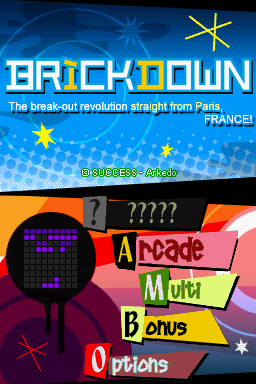 BRiCKDOWN
The break-out revolution straight from Paris,
FRANCE!
© SUCCESS - Arkedo
? ?????
Arcade
Multi
Bonus
Options